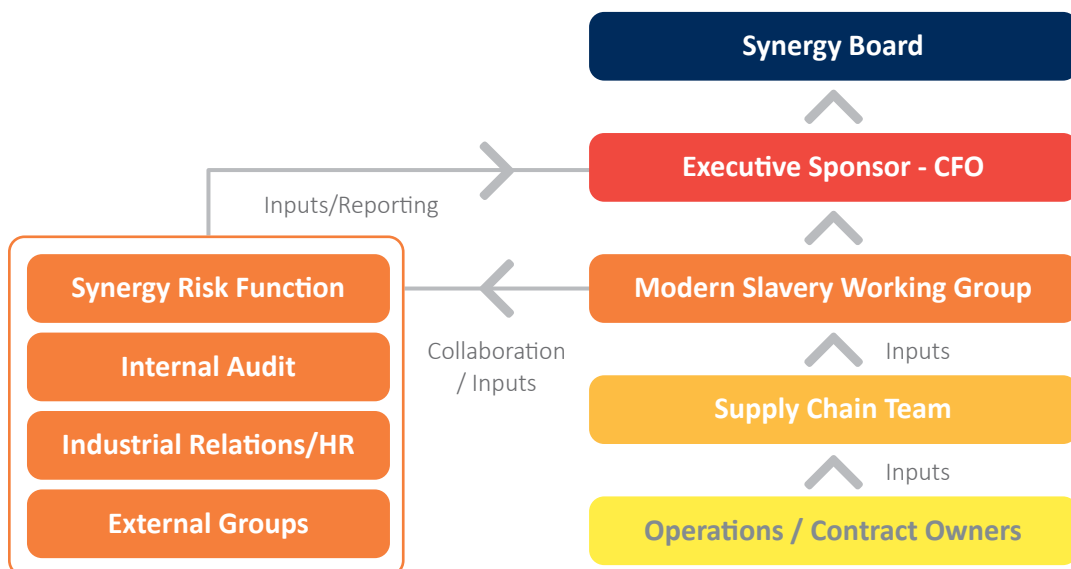 Synergy Board
Executive Sponsor - CFO
Inputs/Reporting
Synergy Risk Function
Modern Slavery Working Group
Internal Audit
Collaboration
/ Inputs
Inputs
Supply Chain Team
Industrial Relations/HR
Inputs
External Groups
Operations / Contract Owners